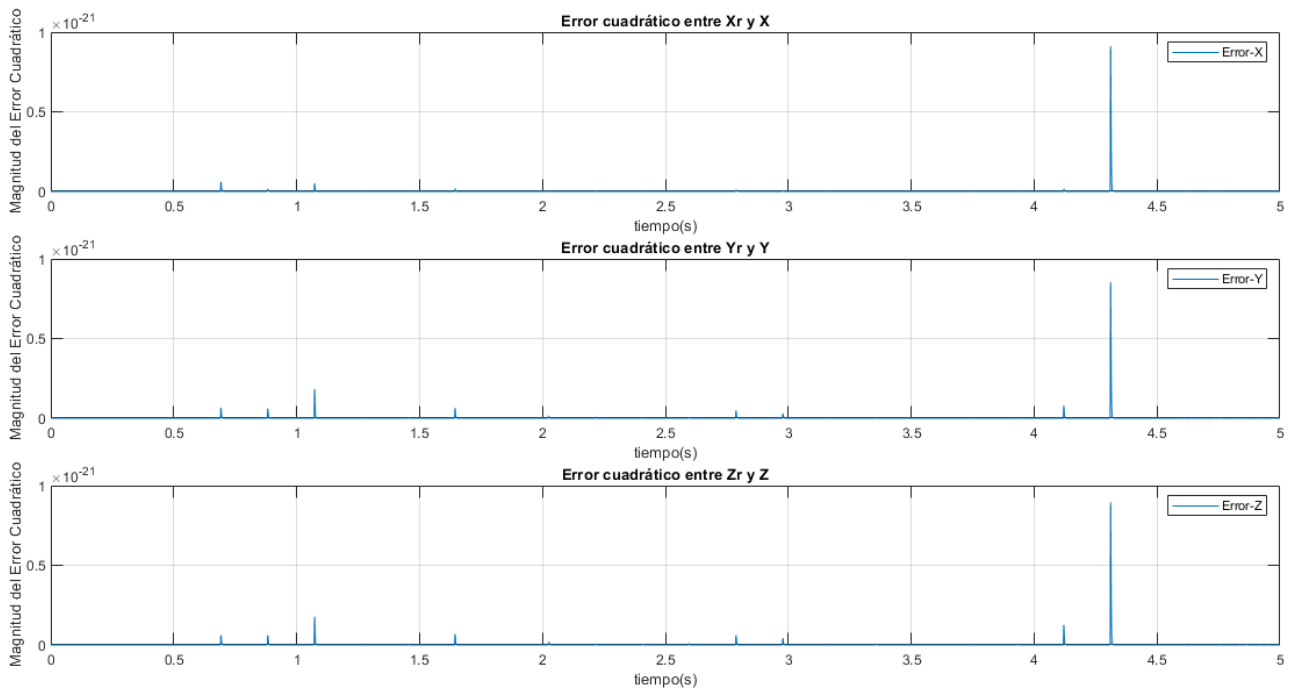 Error cuadrático entre Xr y X
×10-21
Magnitud del Error Cuadrático
1
0.5
0
Error-X
0 0.5 1 1.5 2 2.5 3 3.5 4 4.5 5
tiempo(s)
Error cuadrático entre Yr y Y
×10-21
Magnitud del Error Cuadrático
1
0.5
0
Error-Y
0 0.5 1 1.5 2 2.5 3 3.5 4 4.5 5
tiempo(s)
Error cuadrático entre Zr y Z
×10-21
Magnitud del Error Cuadrático
1
0.5
0
Error-Z
0 0.5 1 1.5 2 2.5 3 3.5 4 4.5 5
tiempo(s)